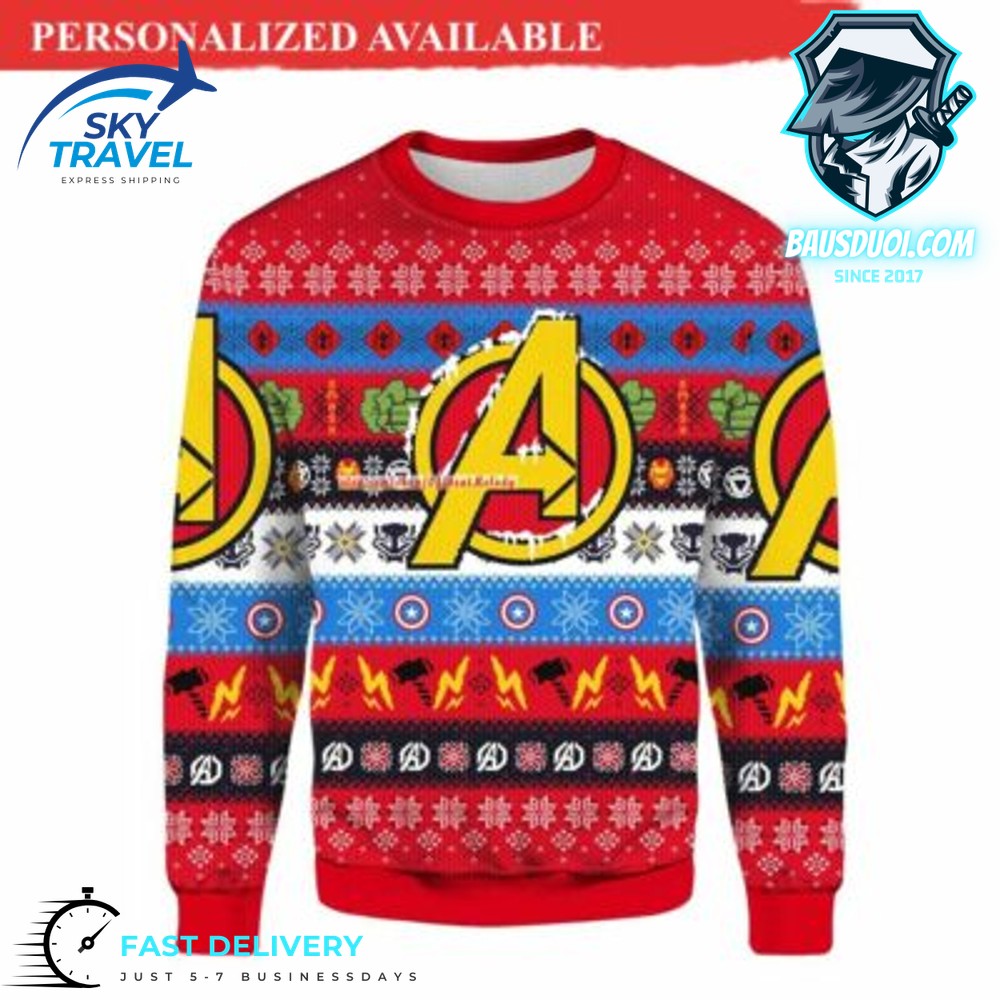 PERSONALIZED AVAILABLE
SKY
TRAVEL
EXPRESS SHIPPING
BAUSDUOI.COM
SINCE 2017
FAST DELIVERY
JUST 5-7 BUSINESSDAYS